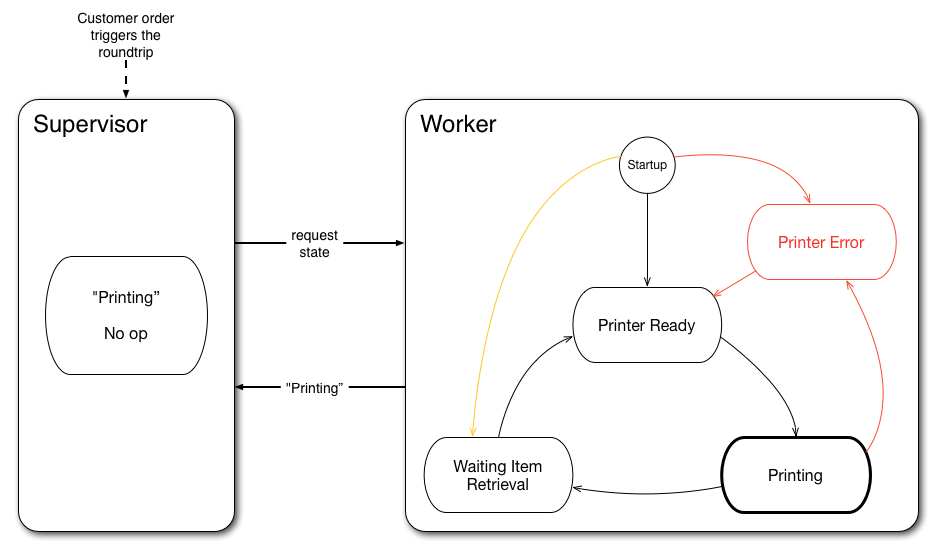 Customer order
triggers the
roundtrip
Supervisor
"Printing”
No op
request
state
"Printing”
Worker
Startup
Printer Error
Printer Ready
Waiting Item
Retrieval
Printing